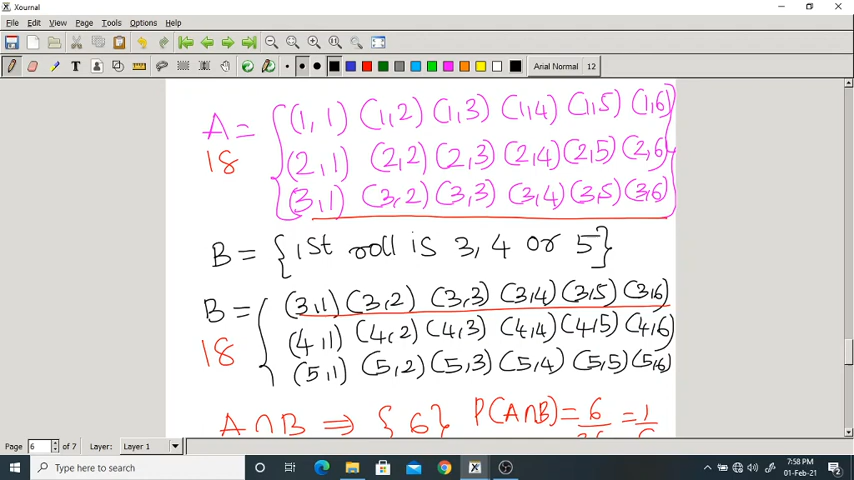 Xournal
File Edit View Page Tools Options Help
Arial Normal 12
A = { (1,1) (1,2) (1,3) (1,4) (1,5) (1,6)
18 (2,1) (2,2) (2,3) (2,4) (2,5) (2,6)
(3,1) (3,2) (3,3) (3,4) (3,5) (3,6) }
B = {1st roll is 3, 4 or 5}
B = { (3,1) (3,2) (3,3) (3,4) (3,5) (3,6)
18 (4,1) (4,2) (4,3) (4,4) (4,5) (4,6)
(5,1) (5,2) (5,3) (5,4) (5,5) (5,6)
A∩B ⇒ {6} P(A∩B) = 6/36 = 1/6
Page 6 of 7 Layer: Layer 1
Type here to search
7:58 PM
01-Feb-21
2